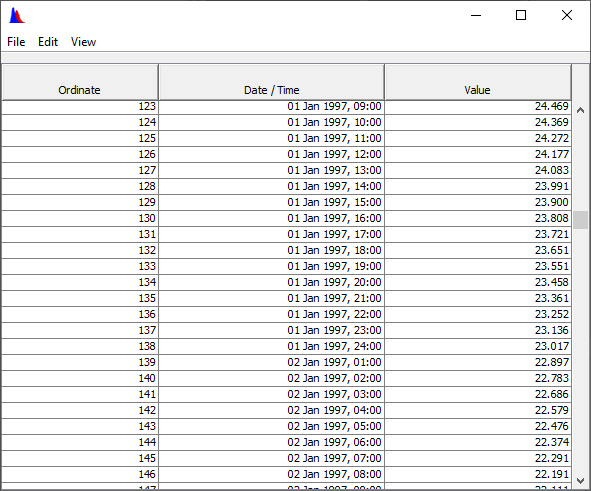 File Edit View
Ordinate Date / Time Value
123 01 Jan 1997, 09:00 24.469
124 01 Jan 1997, 10:00 24.369
125 01 Jan 1997, 11:00 24.272
126 01 Jan 1997, 12:00 24.177
127 01 Jan 1997, 13:00 24.083
128 01 Jan 1997, 14:00 23.991
129 01 Jan 1997, 15:00 23.900
130 01 Jan 1997, 16:00 23.808
131 01 Jan 1997, 17:00 23.721
132 01 Jan 1997, 18:00 23.651
133 01 Jan 1997, 19:00 23.551
134 01 Jan 1997, 20:00 23.458
135 01 Jan 1997, 21:00 23.361
136 01 Jan 1997, 22:00 23.252
137 01 Jan 1997, 23:00 23.136
138 01 Jan 1997, 24:00 23.017
139 02 Jan 1997, 01:00 22.897
140 02 Jan 1997, 02:00 22.783
141 02 Jan 1997, 03:00 22.686
142 02 Jan 1997, 04:00 22.579
143 02 Jan 1997, 05:00 22.476
144 02 Jan 1997, 06:00 22.374
145 02 Jan 1997, 07:00 22.291
146 02 Jan 1997, 08:00 22.191